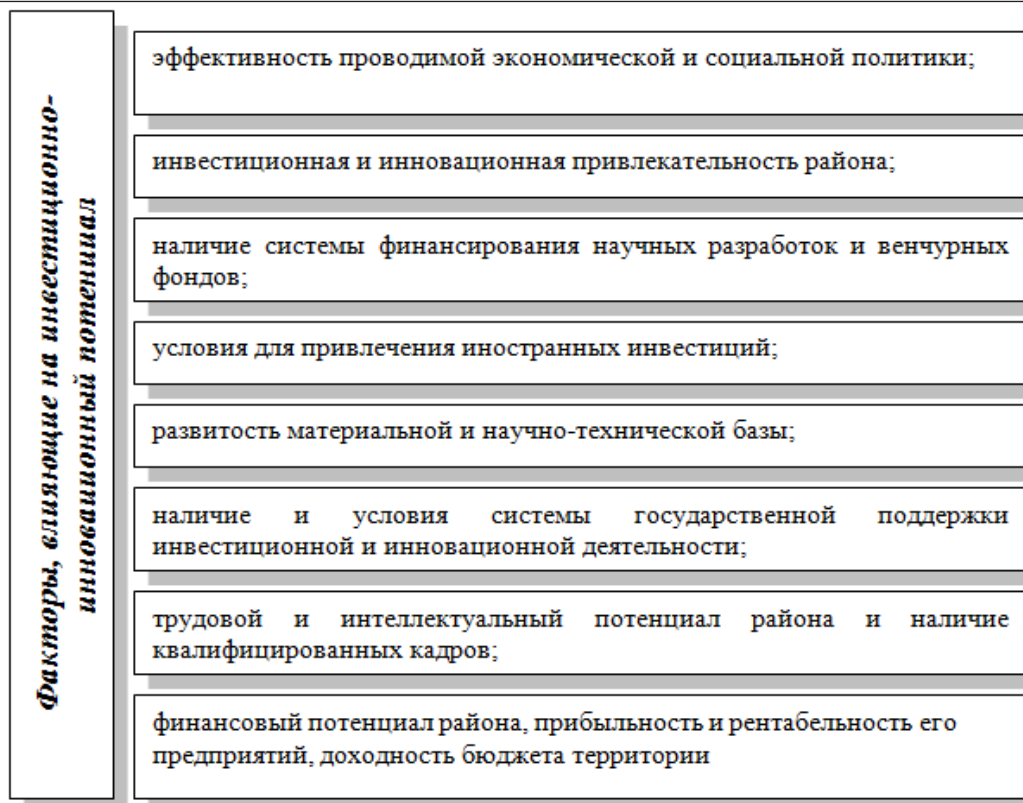 Факторы, влияющие на инвестиционно-
инновационный потенциал
эффективность проводимой экономической и социальной политики;
инвестиционная и инновационная привлекательность района;
наличие системы финансирования научных разработок и венчурных
фондов;
условия для привлечения иностранных инвестиций;
развитость материальной и научно-технической базы;
наличие и условия системы государственной поддержки
инвестиционной и инновационной деятельности;
трудовой и интеллектуальный потенциал района и наличие
квалифицированных кадров;
финансовый потенциал района, прибыльность и рентабельность его
предприятий, доходность бюджета территории